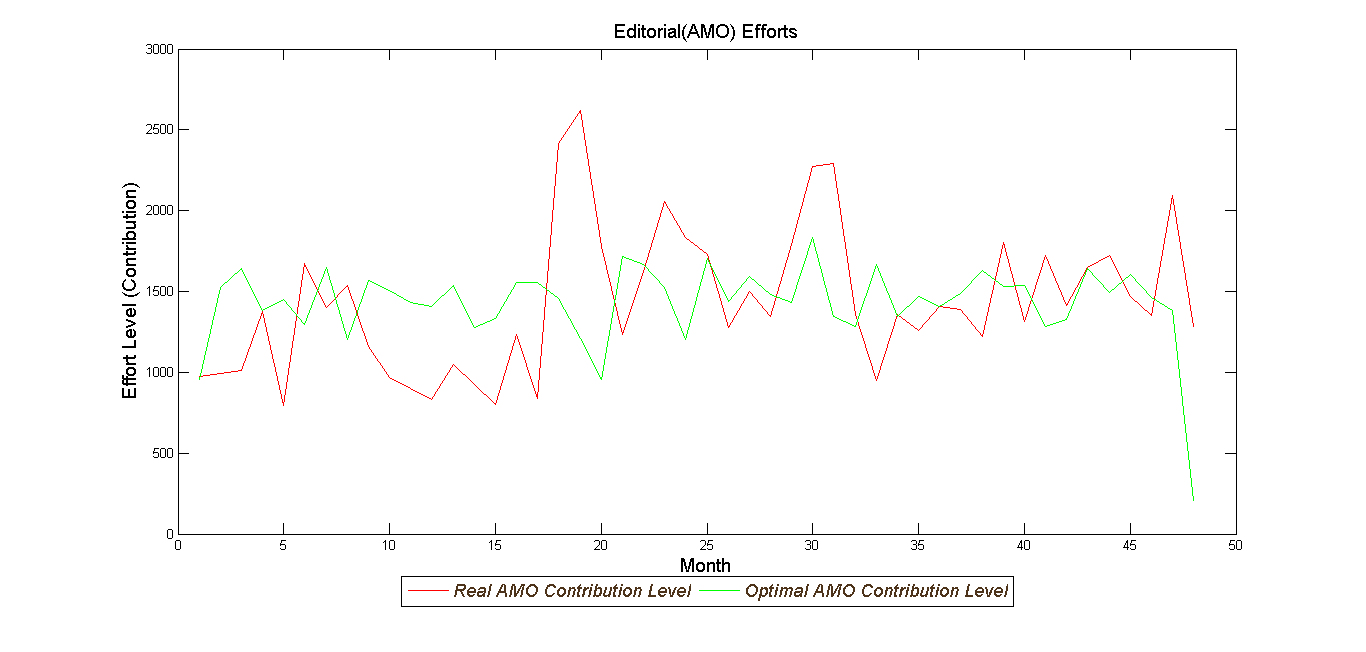 Editorial(AMO) Efforts
3000
2500
2000
1500
1000
500
0
Effort Level (Contribution)
0 5 10 15 20 25 30 35 40 45 50
Month
Real AMO Contribution Level Optimal AMO Contribution Level